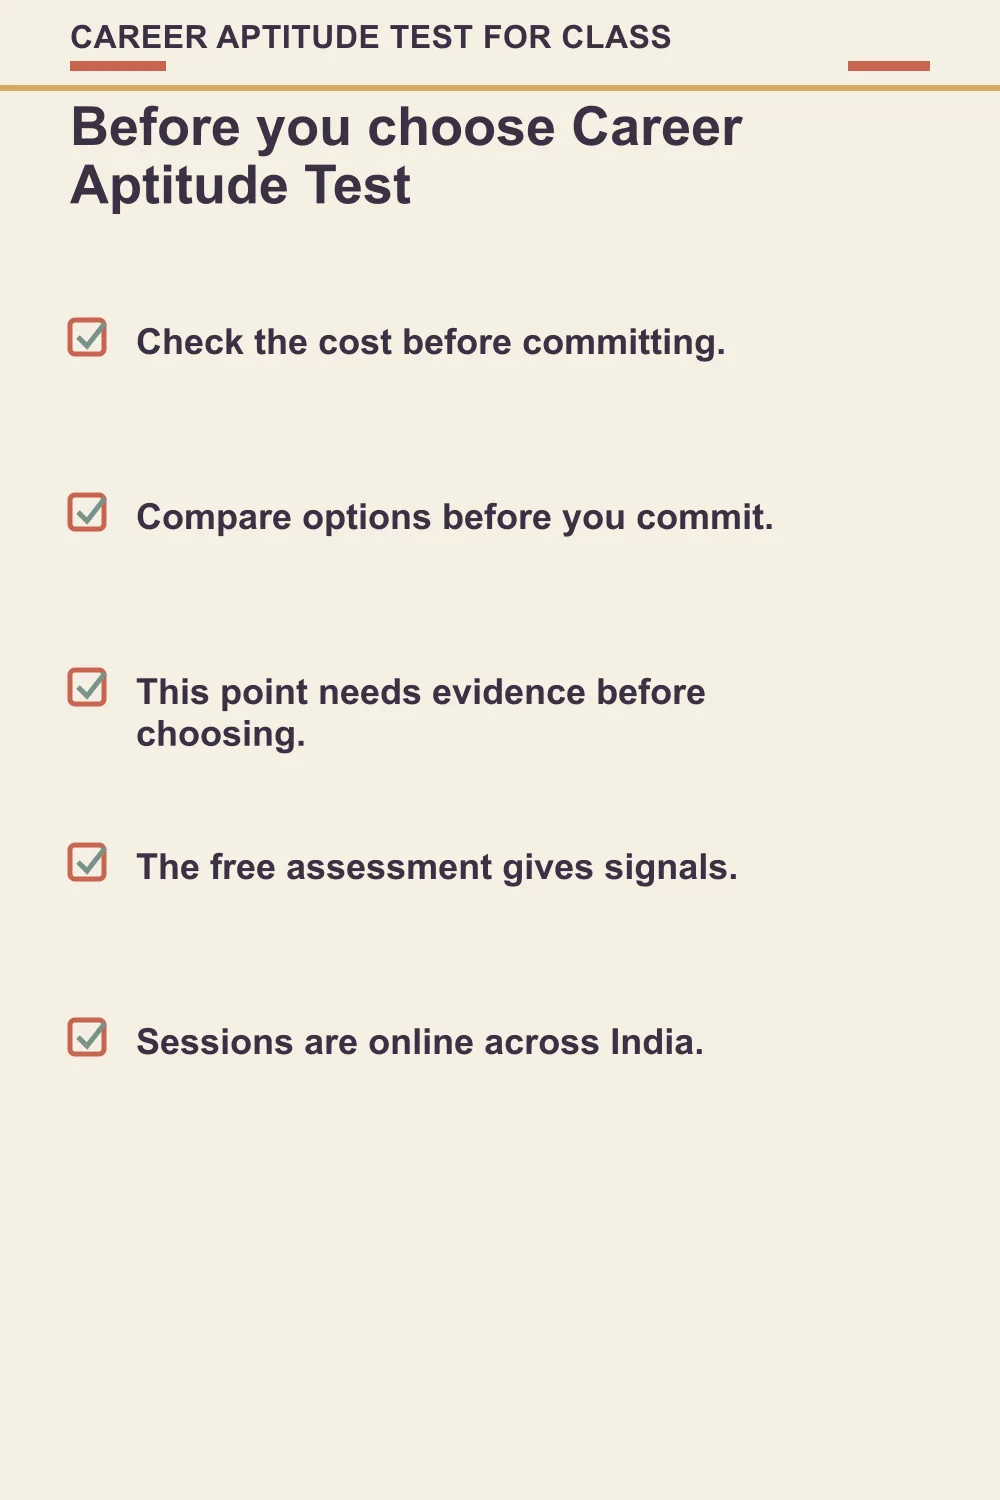 CAREER APTITUDE TEST FOR CLASS
Before you choose Career
Aptitude Test
Check the cost before committing.
Compare options before you commit.
This point needs evidence before
choosing.
The free assessment gives signals.
Sessions are online across India.